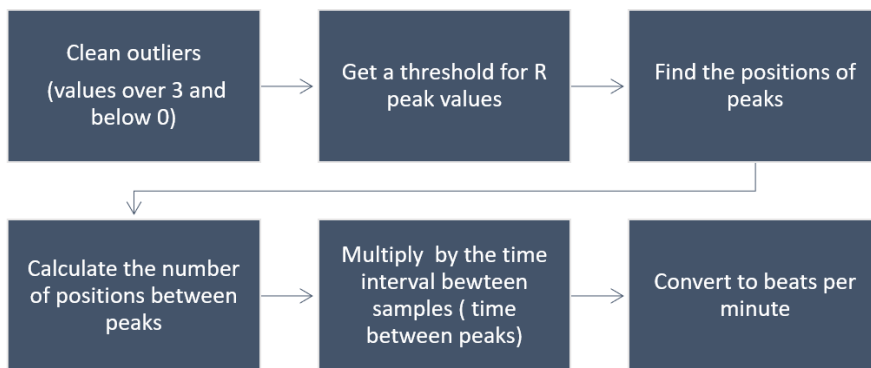 Clean outliers
(values over 3 and
below 0)
Get a threshold for R
peak values
Find the positions of
peaks
Calculate the number
of positions between
peaks
Multiply  by the time
interval bewteen
samples ( time
between peaks)
Convert to beats per
minute